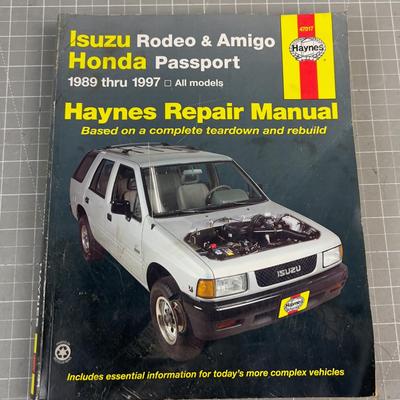 Isuzu Rodeo & Amigo
Honda Passport
1989 thru 1997 □ All models
47017
Haynes
Haynes Repair Manual
Based on a complete teardown and rebuild
ISUZU
Haynes
Includes essential information for today's more complex vehicles